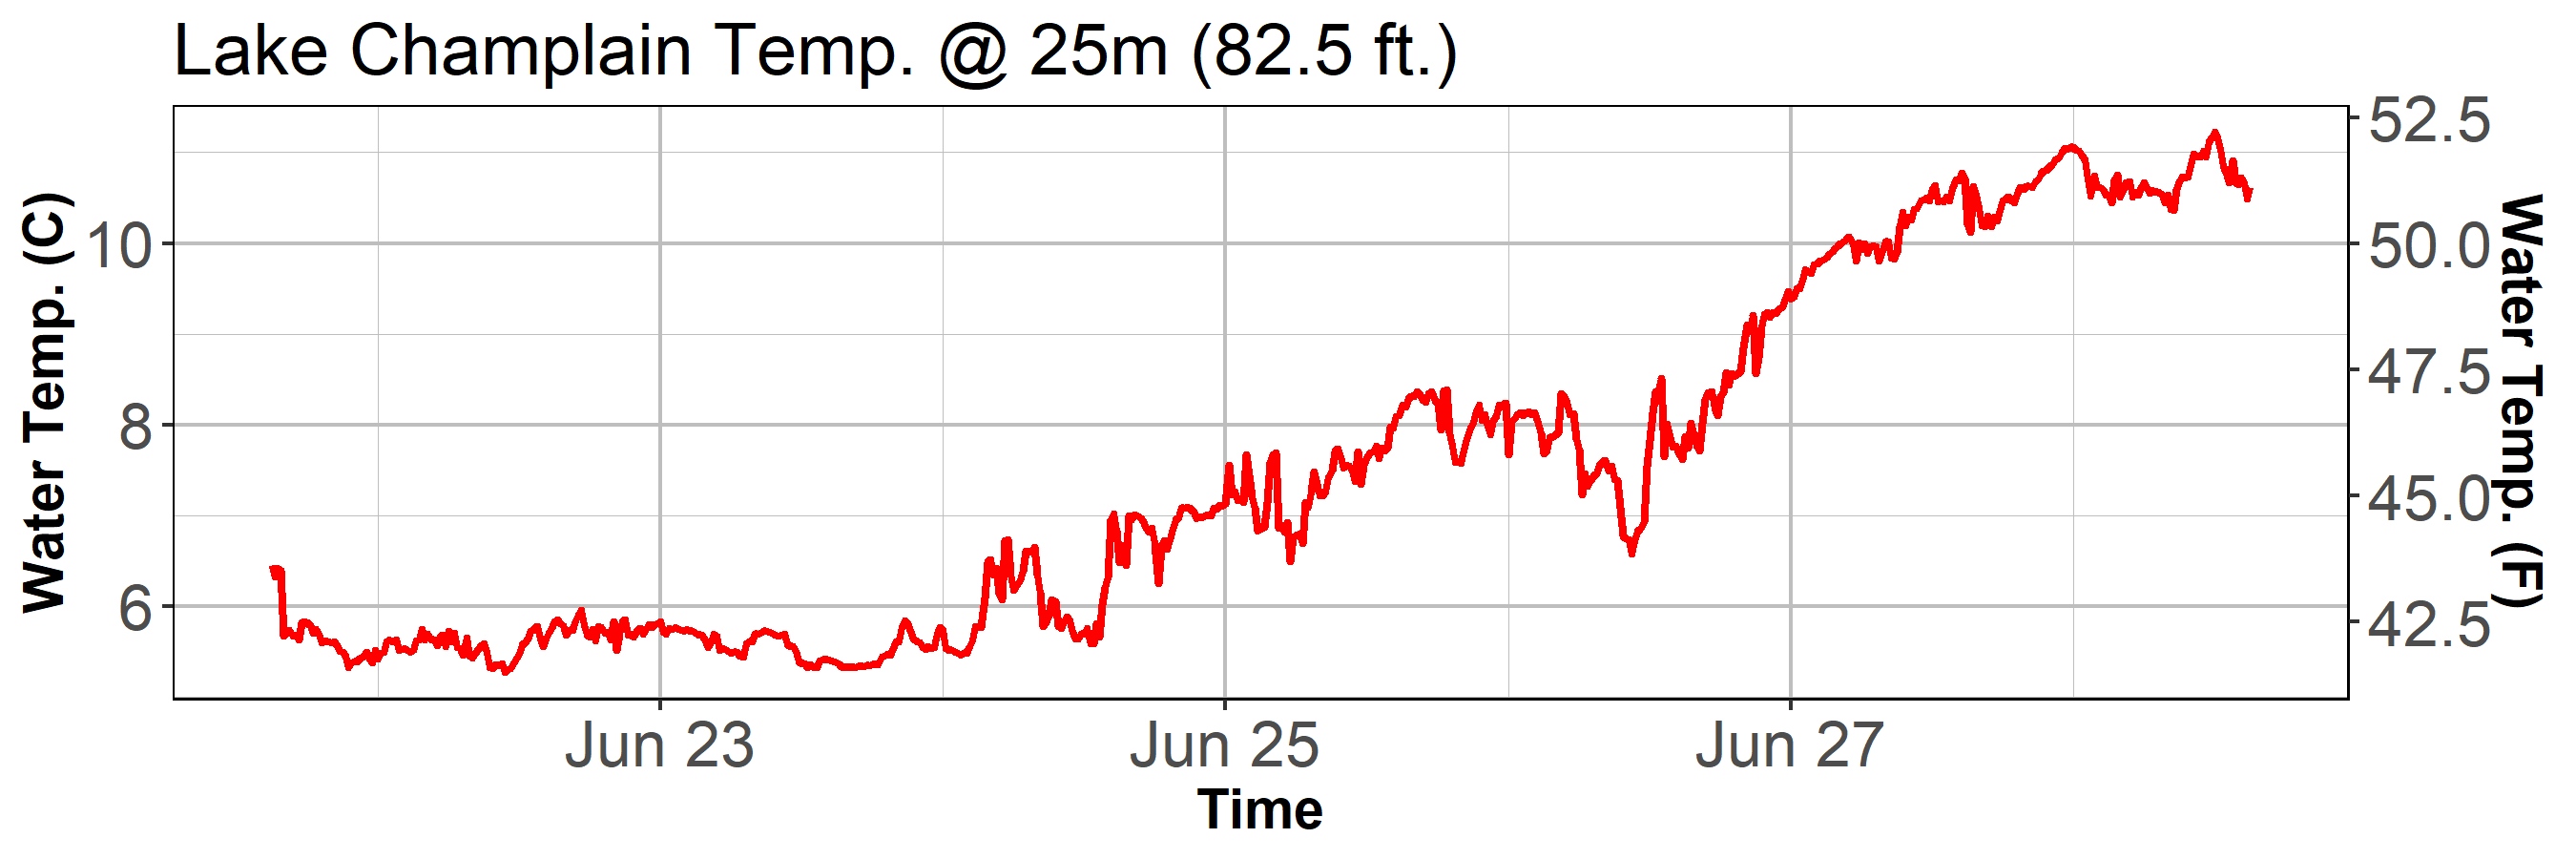 Lake Champlain Temp. @ 25m (82.5 ft.)
Water Temp. (C)
10
8
6
52.5
50.0
47.5
45.0
42.5
Water Temp. (F)
Jun 23
Jun 25
Jun 27
Time